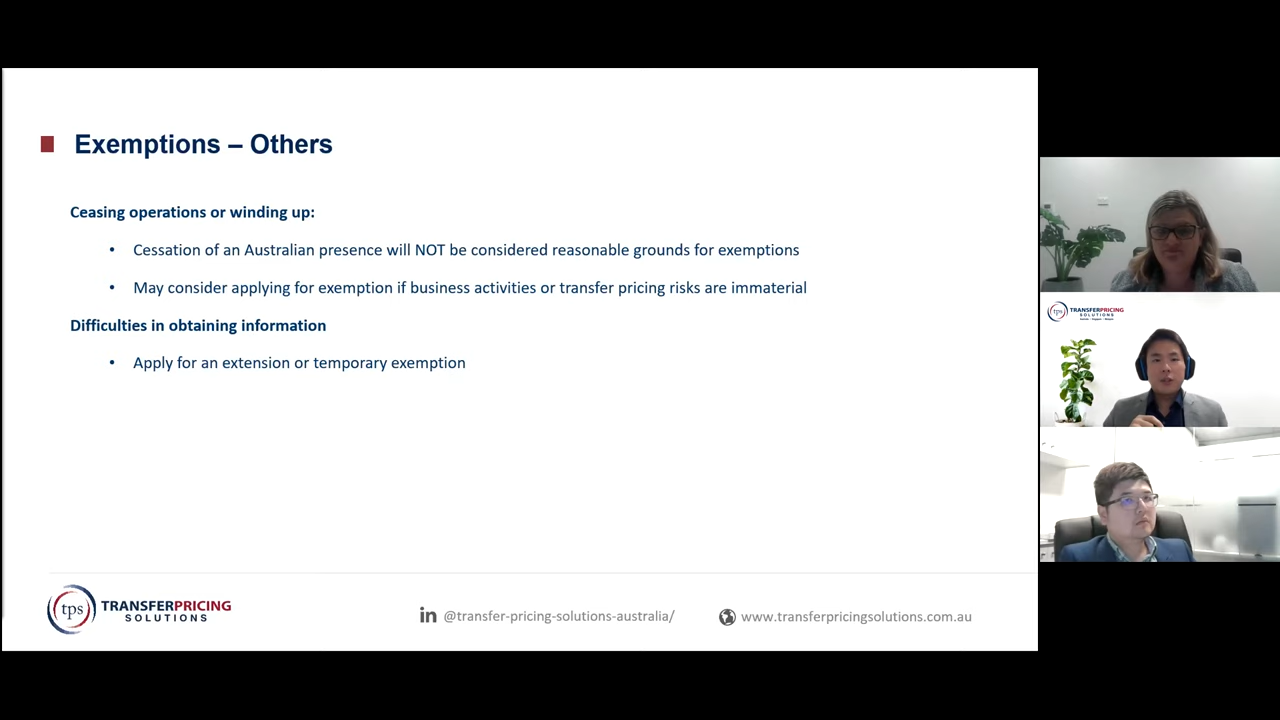 Exemptions – Others
Ceasing operations or winding up:
• Cessation of an Australian presence will NOT be considered reasonable grounds for exemptions
• May consider applying for exemption if business activities or transfer pricing risks are immaterial
Difficulties in obtaining information
• Apply for an extension or temporary exemption
tps
TRANSFERPRICING
SOLUTIONS
in @transfer-pricing-solutions-australia/
www.transferpricingsolutions.com.au
tps
TRANSFERPRICING
SOLUTIONS